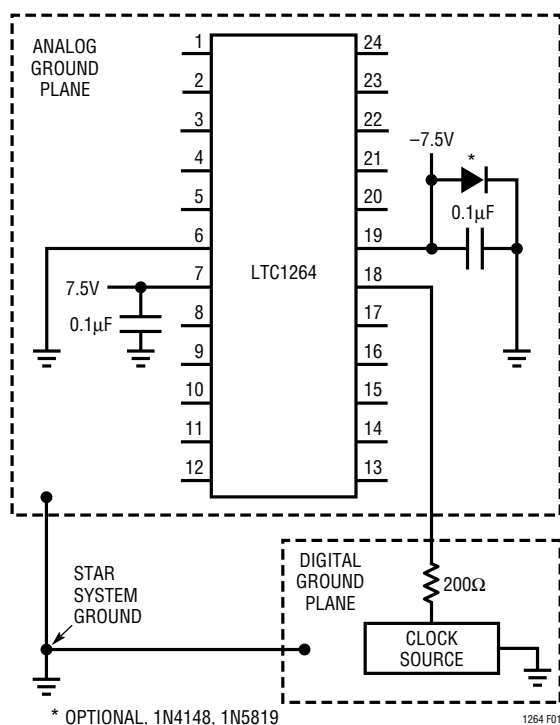 ANALOG
GROUND
PLANE
1
2
3
4
5
6
7
8
9
10
11
12
LTC1264
24
23
22
21
20
19
18
17
16
15
14
13
7.5V
0.1μF
–7.5V
*
0.1μF
STAR
SYSTEM
GROUND
DIGITAL
GROUND
PLANE
200Ω
CLOCK
SOURCE
* OPTIONAL, 1N4148, 1N5819
1264 F01